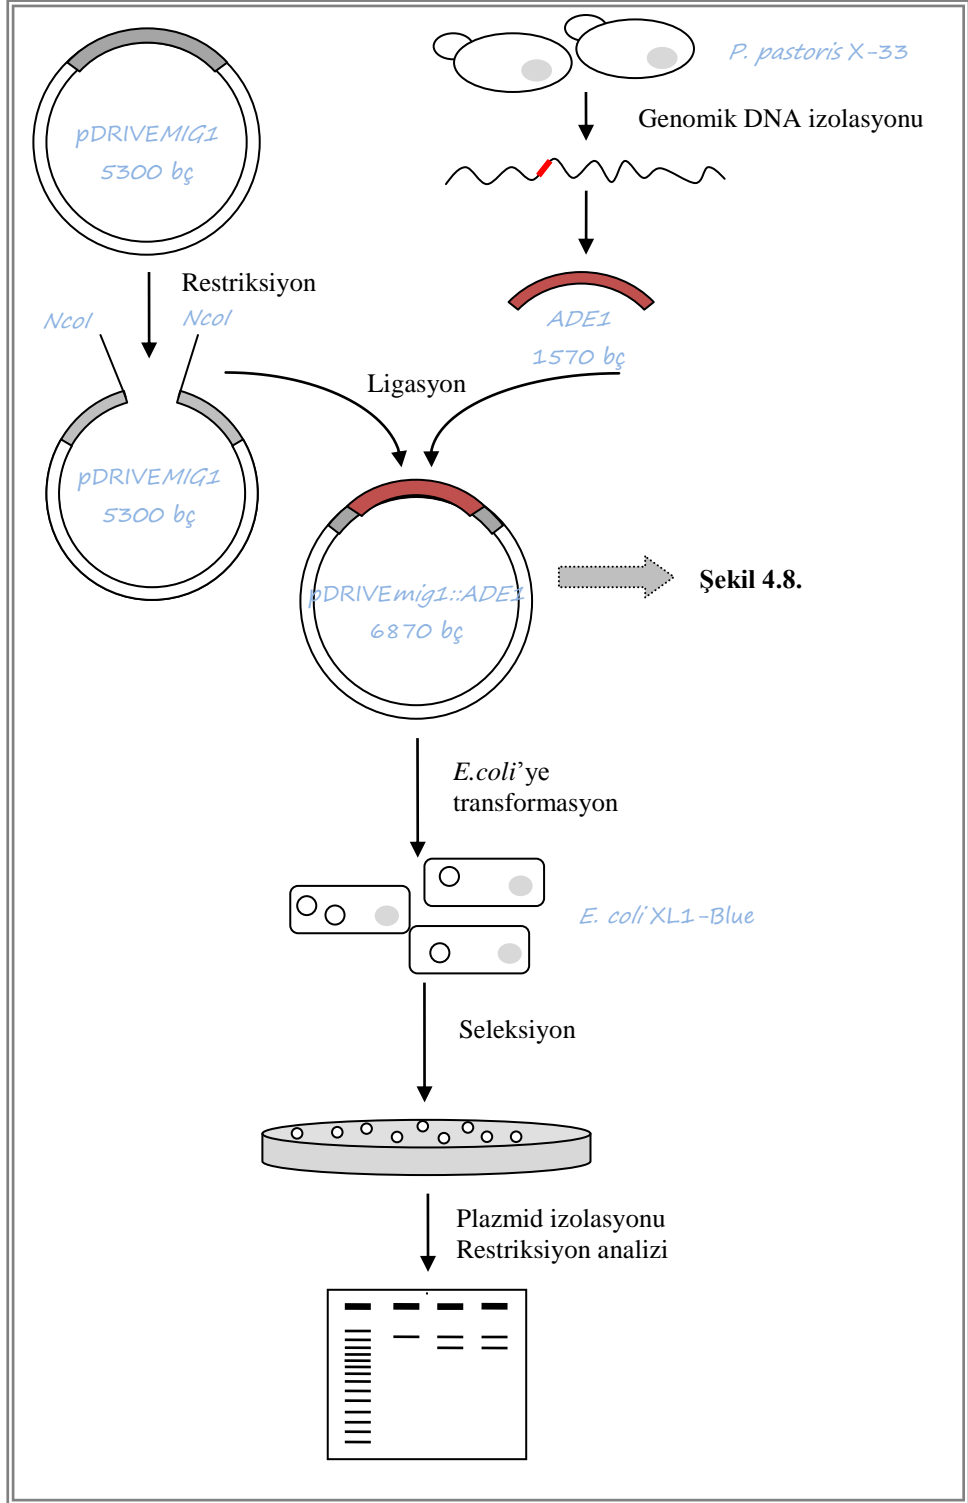 P. pastoris X-33
pDRIVEMIG1
5300 bç
Genomik DNA izolasyonu
Restriksiyon
NcoI
NcoI
ADE1
1570 bç
Ligasyon
pDRIVEMIG1
5300 bç
pDRIVEmig1::ADE1
6870 bç
Şekil 4.8.
E.coli’ye
transformasyon
E. coli XL1-Blue
Seleksiyon
Plazmid izolasyonu
Restriksiyon analizi